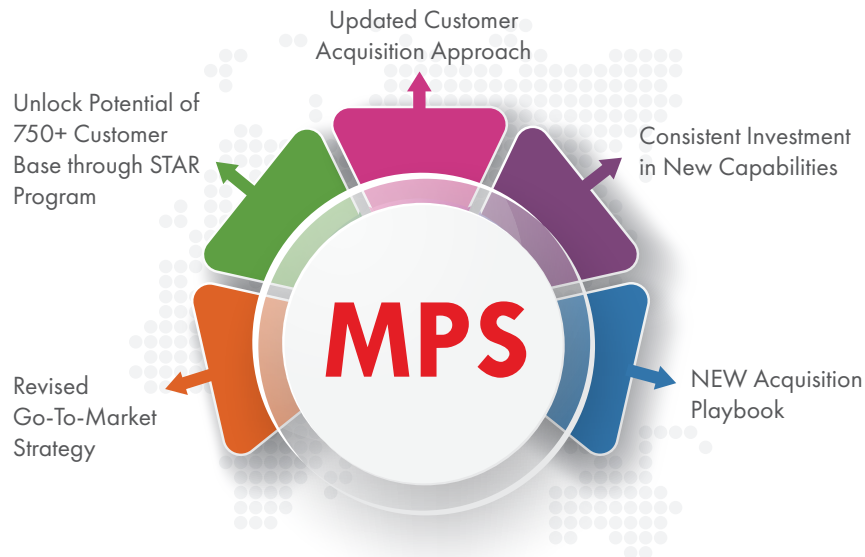 Updated Customer
Acquisition Approach
Unlock Potential of
750+ Customer
Base through STAR
Program
Consistent Investment
in New Capabilities
MPS
Revised
Go-To-Market
Strategy
NEW Acquisition
Playbook